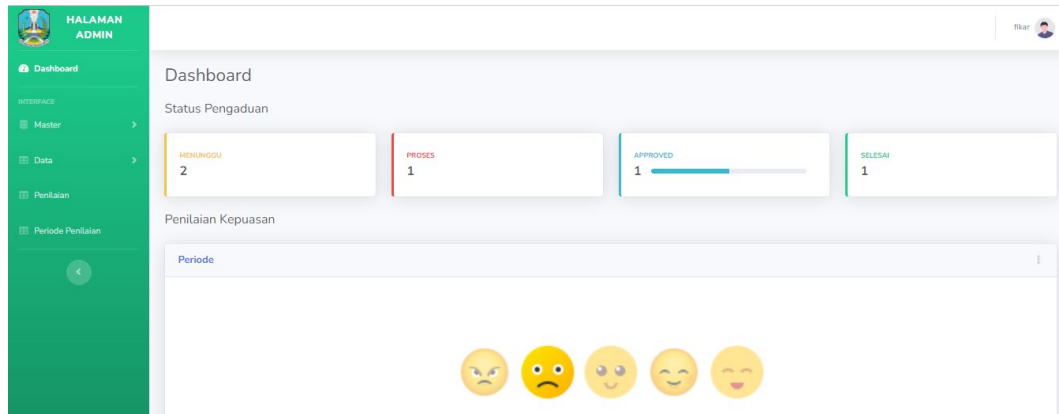 HALAMAN
ADMIN
fikar
Dashboard
INTERFACE
Master
Data
Penilaian
Periode Penilaian
Dashboard
Status Pengaduan
MENUNGGU
2
PROSES
1
APPROVED
1
SELESAI
1
Penilaian Kepuasan
Periode